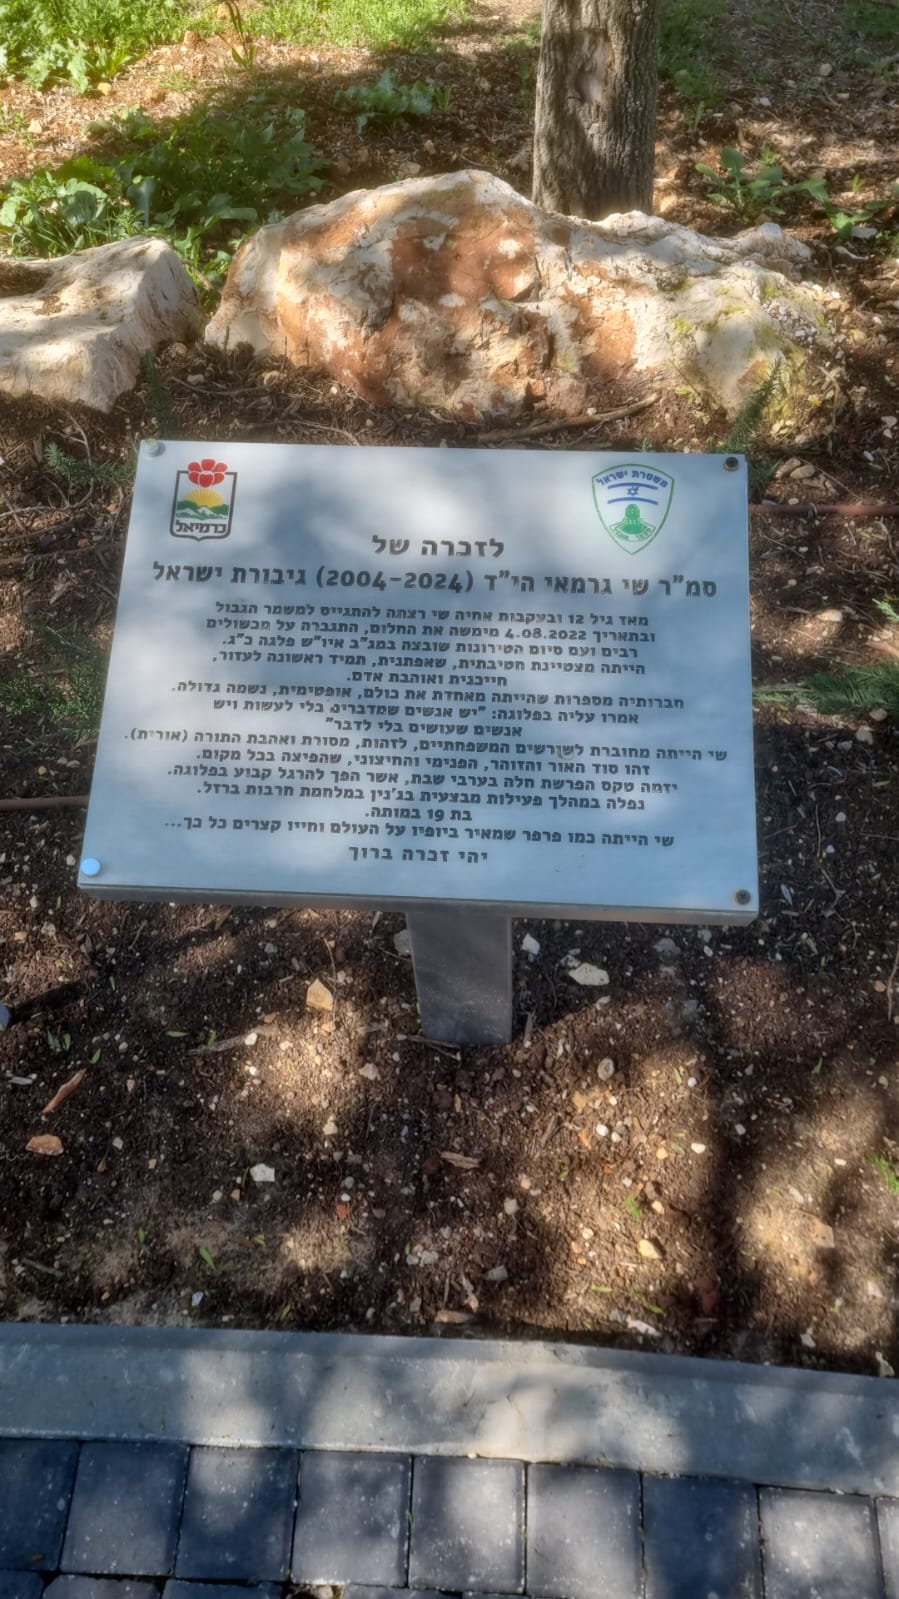 כרמיאל
משטרת ישראל
משמר הגבול
לזכרה של
סמ"ר שי גרמאי הי"ד (2004-2024) גיבורת ישראל
מאז גיל 12 ובעקבות אחיה שי רצתה להתגייס למשמר הגבול
ובתאריך 4.08.2022 מימשה את החלום, התגברה על מכשולים
רבים ועם סיום הטירונות שובצה במג"ב איו"ש פלגה כ"ג.
הייתה מצטיינת חטיבתית, שאפתנית, תמיד ראשונה לעזור,
חייכנית ואוהבת אדם.
חברותיה מספרות שהייתה מאחדת את כולם, אופטימית, נשמה גדולה.
אמרו עליה בפלוגה: "יש אנשים שמדברים בלי לעשות ויש
אנשים שעושים בלי לדבר"
שי הייתה מחוברת לשורשים המשפחתיים, לזהות, מסורת ואהבת התורה (אורית).
זהו סוד האור והזוהר, הפנימי והחיצוני, שהפיצה בכל מקום.
יזמה טקס הפרשת חלה בערבי שבת, אשר הפך להרגל קבוע בפלוגה.
נפלה במהלך פעילות מבצעית בג'נין במלחמת חרבות ברזל.
בת 19 במותה.
שי הייתה כמו פרפר שמאיר ביופיו על העולם וחייו קצרים כל כך...
יהי זכרה ברוך